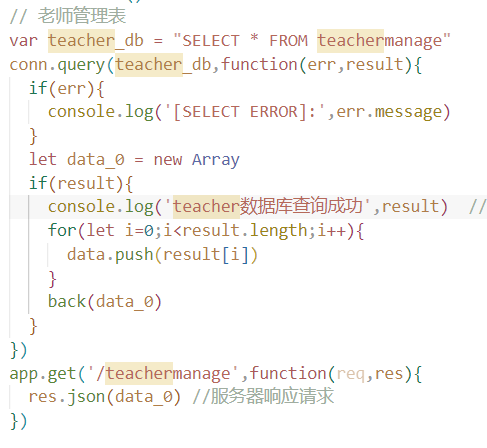 // 老师管理表
var teacher_db = "SELECT * FROM teachermanage"
conn.query(teacher_db,function(err,result){
  if(err){
    console.log('[SELECT ERROR]:',err.message)
  }
  let data_0 = new Array
  if(result){
    console.log('teacher数据库查询成功',result)  //
    for(let i=0;i<result.length;i++){
      data.push(result[i])
    }
    back(data_0)
  }
})
app.get('/teachermanage',function(req,res){
  res.json(data_0) //服务器响应请求
})